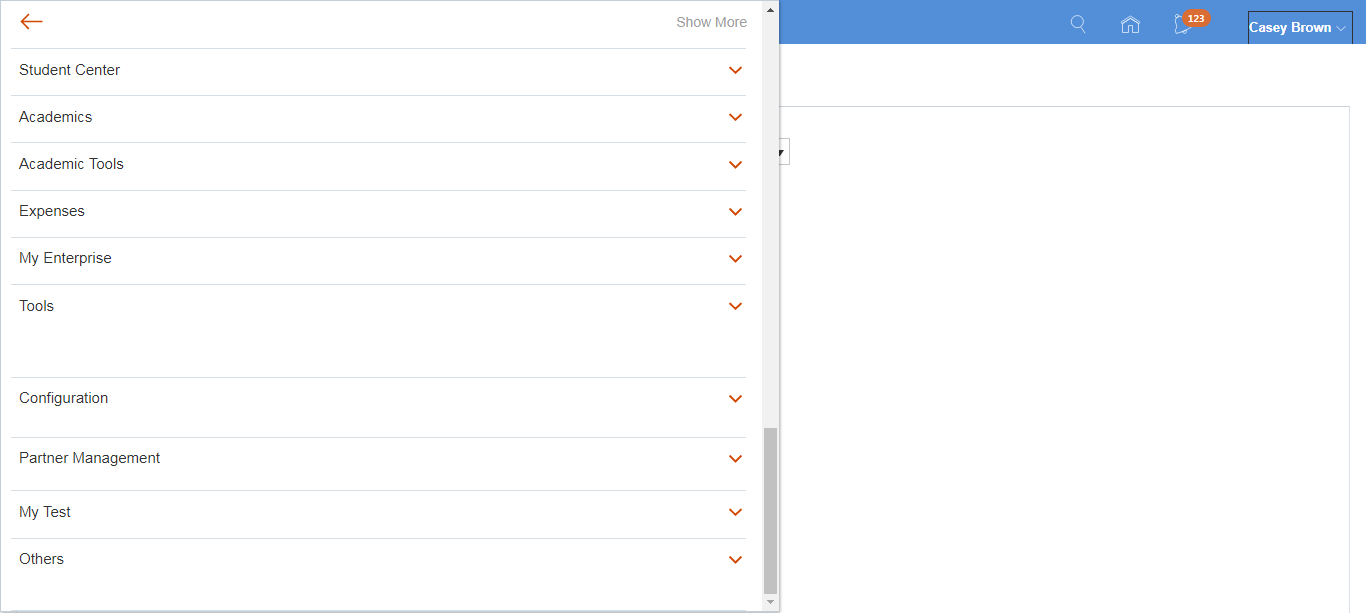 Show More
123
Casey Brown
Student Center
Academics
Academic Tools
Expenses
My Enterprise
Tools
Configuration
Partner Management
My Test
Others